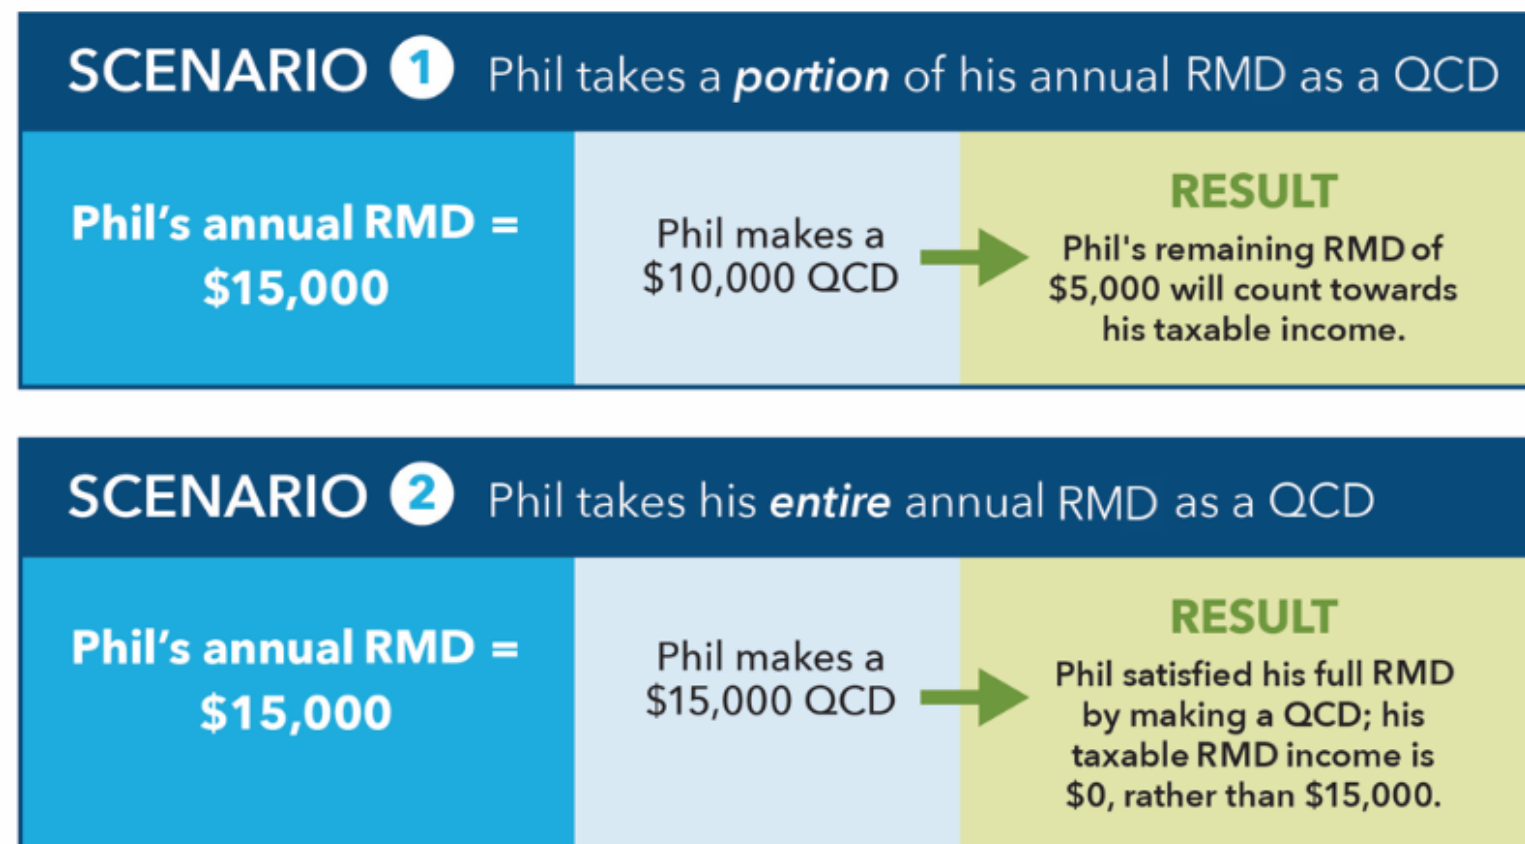 SCENARIO 1 Phil takes a portion of his annual RMD as a QCD
Phil's annual RMD =
$15,000
Phil makes a
$10,000 QCD
RESULT
Phil's remaining RMD of
$5,000 will count towards
his taxable income.
SCENARIO 2 Phil takes his entire annual RMD as a QCD
Phil's annual RMD =
$15,000
Phil makes a
$15,000 QCD
RESULT
Phil satisfied his full RMD
by making a QCD; his
taxable RMD income is
$0, rather than $15,000.